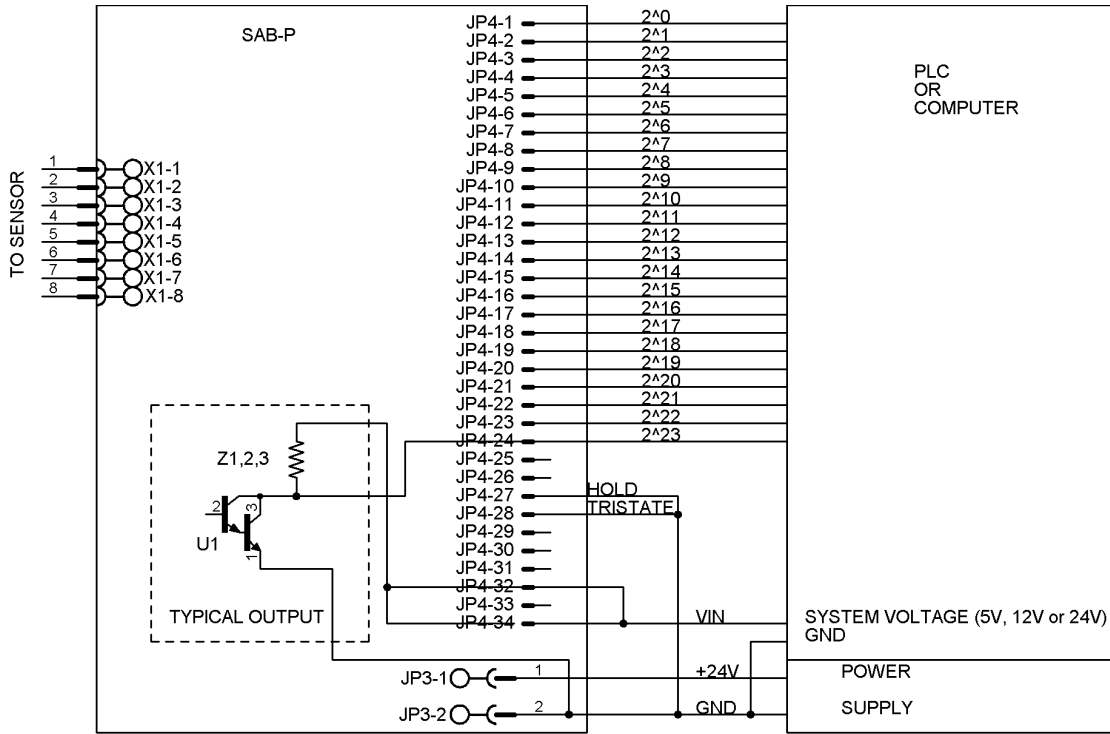 SAB-P
PLC
OR
COMPUTER
JP4-1 2^0
JP4-2 2^1
JP4-3 2^2
JP4-4 2^3
JP4-5 2^4
JP4-6 2^5
JP4-7 2^6
JP4-8 2^7
JP4-9 2^8
JP4-10 2^9
JP4-11 2^10
JP4-12 2^11
JP4-13 2^12
JP4-14 2^13
JP4-15 2^14
JP4-16 2^15
JP4-17 2^16
JP4-18 2^17
JP4-19 2^18
JP4-20 2^19
JP4-21 2^20
JP4-22 2^21
JP4-23 2^22
JP4-24 2^23
JP4-25
JP4-26
JP4-27 HOLD
JP4-28 TRISTATE
JP4-29
JP4-30
JP4-31
JP4-32
JP4-33
JP4-34 VIN SYSTEM VOLTAGE (5V, 12V or 24V)
GND
TO SENSOR
1 X1-1
2 X1-2
3 X1-3
4 X1-4
5 X1-5
6 X1-6
7 X1-7
8 X1-8
Z1,2,3
2
3
U1
1
TYPICAL OUTPUT
JP3-1 1 +24V POWER
JP3-2 2 GND SUPPLY